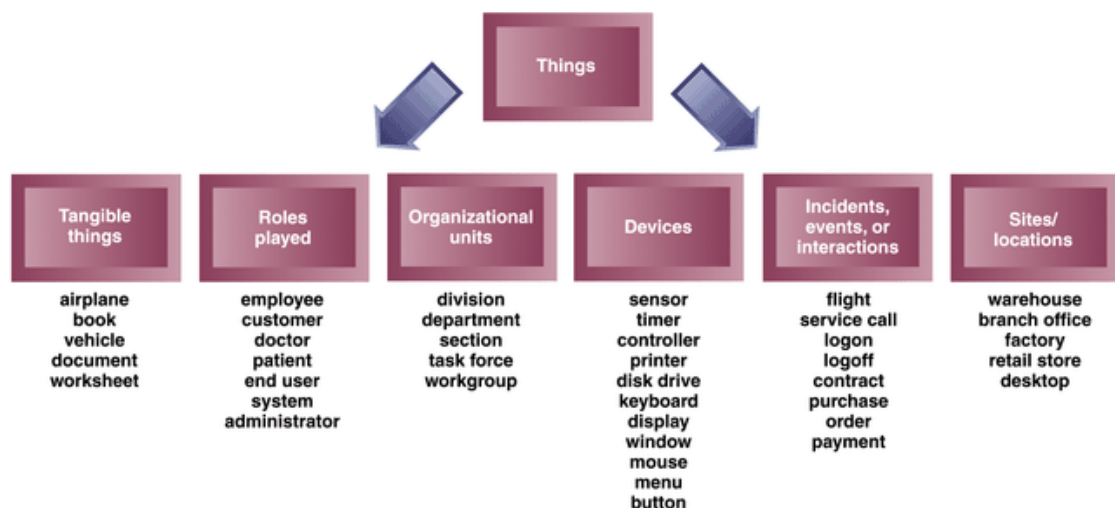 Things
Tangible
things
airplane
book
vehicle
document
worksheet
Roles
played
employee
customer
doctor
patient
end user
system
administrator
Organizational
units
division
department
section
task force
workgroup
Devices
sensor
timer
controller
printer
disk drive
keyboard
display
window
mouse
menu
button
Incidents,
events, or
interactions
flight
service call
logon
logoff
contract
purchase
order
payment
Sites/
locations
warehouse
branch office
factory
retail store
desktop